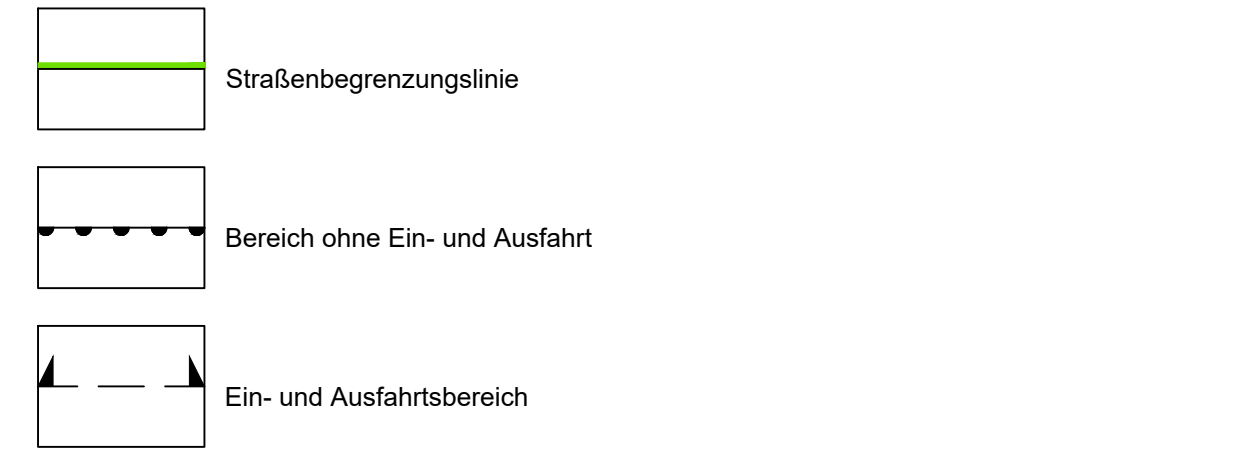 Straßenbegrenzungslinie
Bereich ohne Ein- und Ausfahrt
Ein- und Ausfahrtsbereich